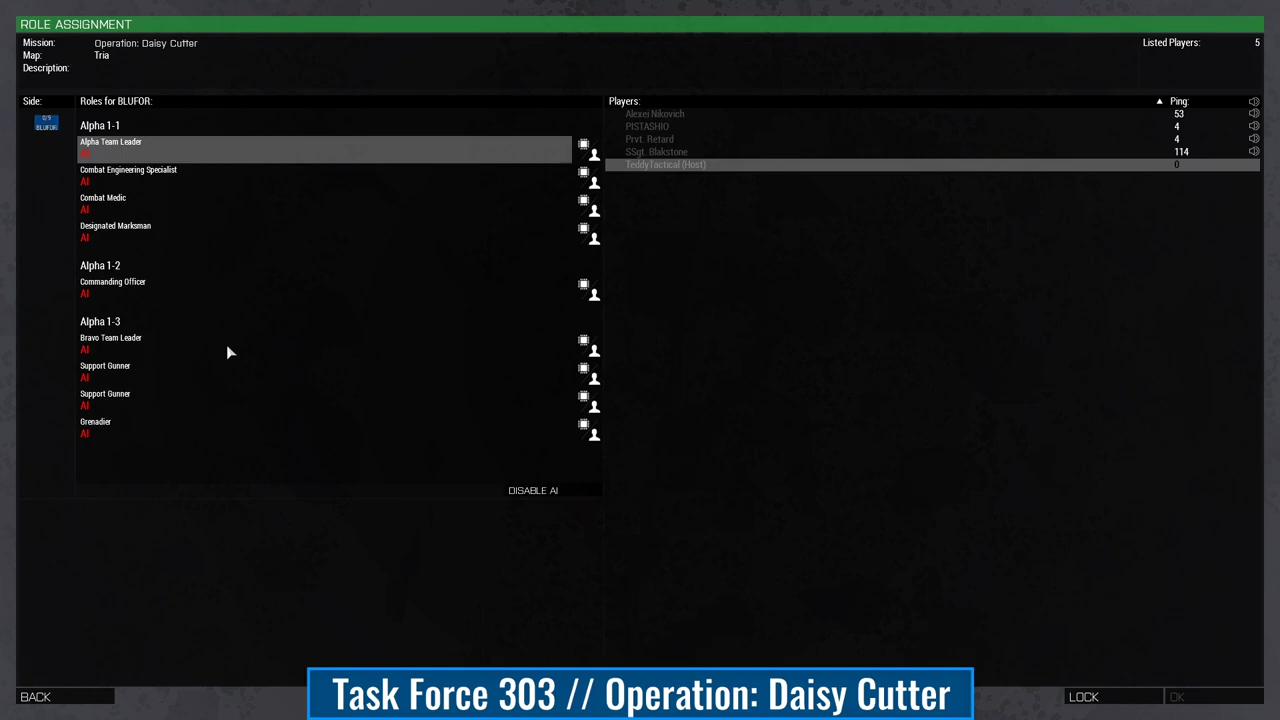 ROLE ASSIGNMENT
Mission: Operation: Daisy Cutter
Listed Players: 5
Map: Tria
Description:
Side:
0/5
BLUFOR
Roles for BLUFOR:
Alpha 1-1
Alpha Team Leader
AI
Combat Engineering Specialist
AI
Combat Medic
AI
Designated Marksman
AI
Alpha 1-2
Commanding Officer
AI
Alpha 1-3
Bravo Team Leader
AI
Support Gunner
AI
Support Gunner
AI
Grenadier
AI
DISABLE AI
Players: Ping:
Alexei Nikovich 53
PISTASHIO 4
Prvt. Retard 4
SSgt. Blakstone 114
TeddyTactical (Host) 0
BACK
LOCK
OK
Task Force 303 // Operation: Daisy Cutter